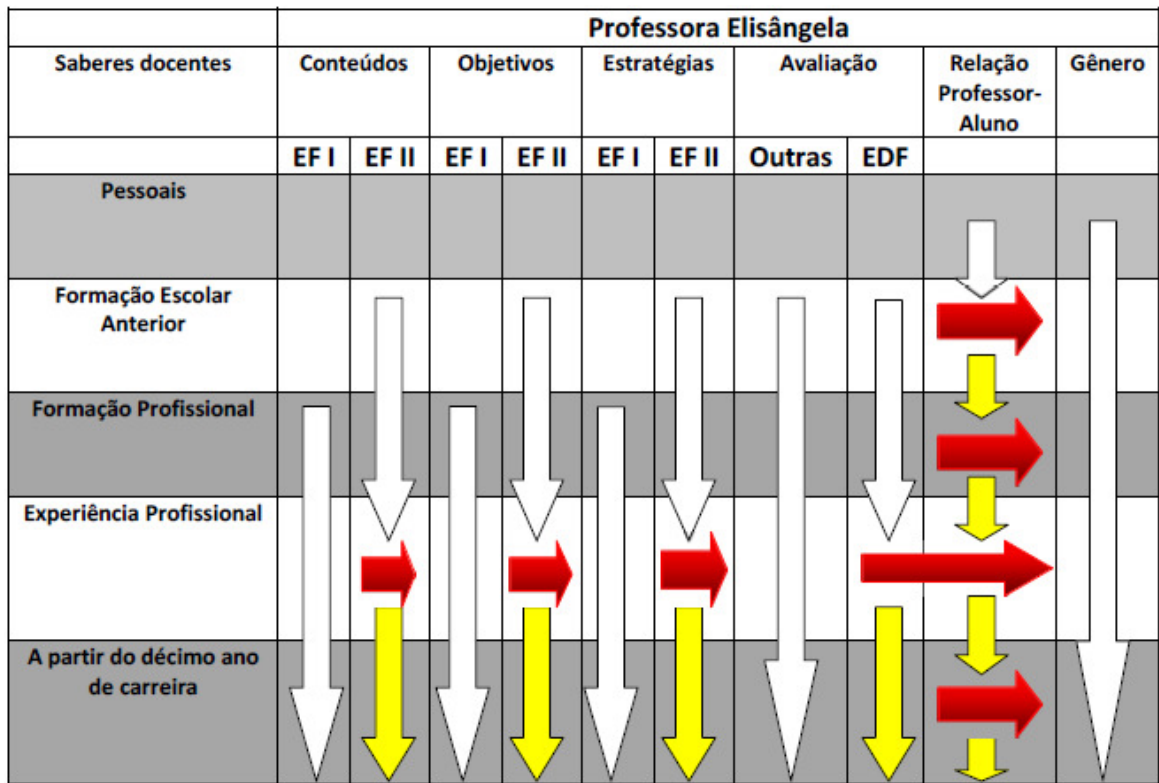 Professora Elisângela
Saberes docentes Conteúdos Objetivos Estratégias Avaliação Relação Gênero
Professor-
Aluno
EF I EF II EF I EF II EF I EF II Outras EDF
Pessoais
Formação Escolar
Anterior
Formação Profissional
Experiência Profissional
A partir do décimo ano
de carreira